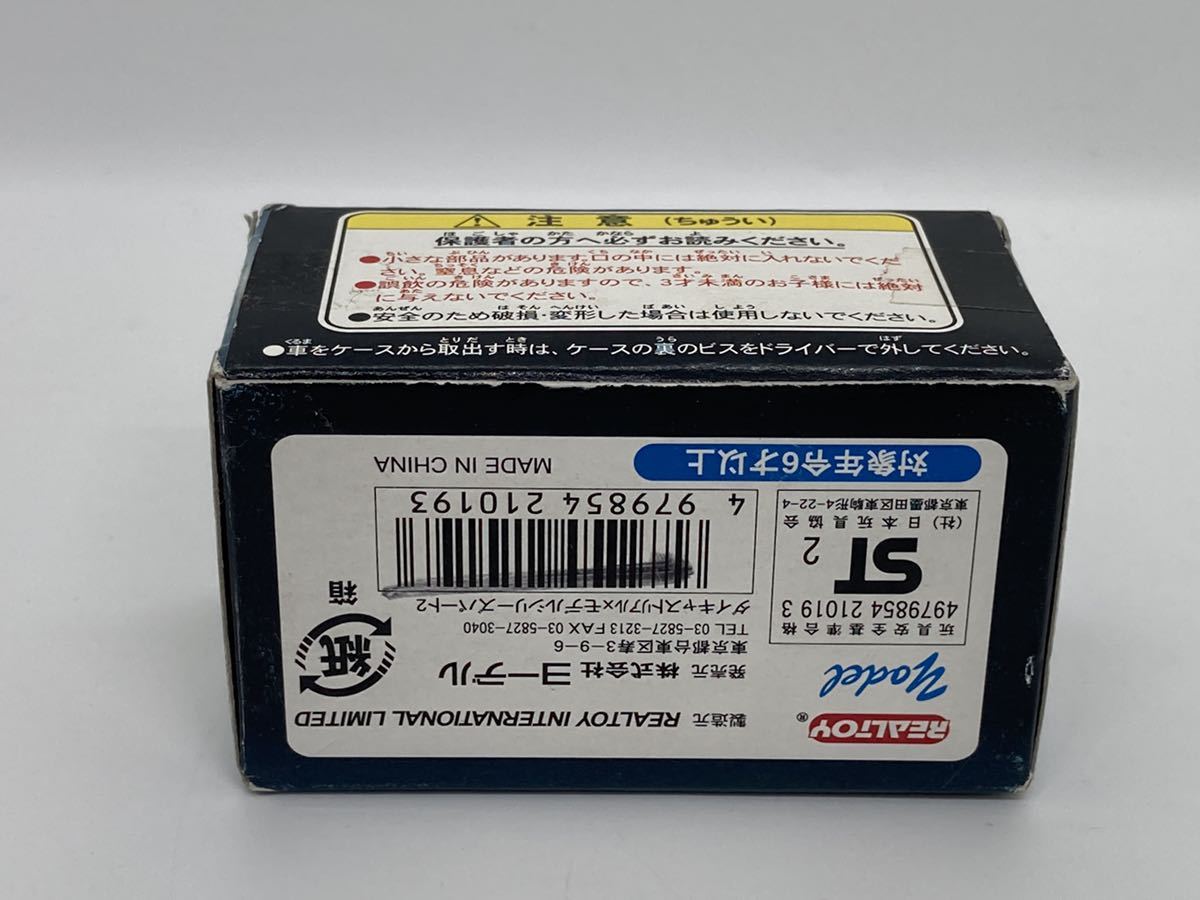 ⚠ 注意(ちゅうい)
保護者の方へ必ずお読みください。
●小さな部品があります。口の中には絶対に入れないでくだ
さい。窒息などの危険があります。
●誤飲の危険がありますので、3才未満のお子様には絶対
に与えないでください。
●安全のため破損・変形した場合は使用しないでください。
●車をケースから取出す時は、ケースの裏のビスをドライバーで外してください。
REALTOY®
製造元 REALTOY INTERNATIONAL LIMITED
Yodel
発売元 株式会社ヨーデル
東京都台東区寿3-9-6
TEL 03-5827-3213 FAX 03-5827-3040
ダイキャストリアル×モデルシリーズパート2
紙
箱
玩具安全基準合格
4979854 21019 3
ST 2
(社)日本玩具協会
東京都墨田区東駒形4-22-4
4 979854 210193
対象年令6才以上
MADE IN CHINA